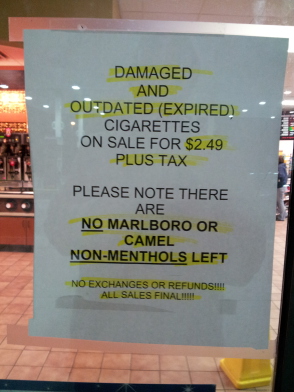 DAMAGED
AND
OUTDATED (EXPIRED)
CIGARETTES
ON SALE FOR $2.49
PLUS TAX
PLEASE NOTE THERE
ARE
NO MARLBORO OR
CAMEL
NON-MENTHOLS LEFT
NO EXCHANGES OR REFUNDS!!!!
ALL SALES FINAL!!!!!